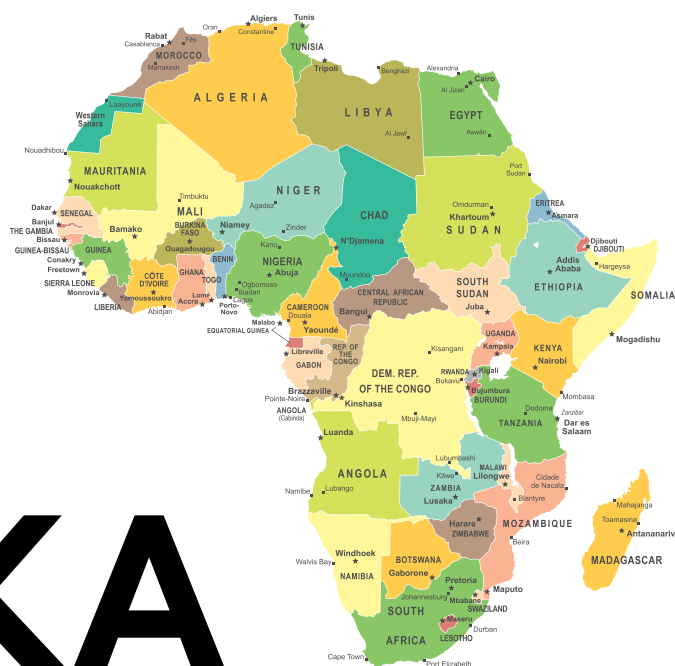 Tunis
Algiers
Oran
Constantine
Rabat
Fès
Casablanca
TUNISIA
MOROCCO
Marrakesh
Tripoli
Benghazi
Alexandria
Cairo
Al Jizah
ALGERIA
LIBYA
EGYPT
Laayoune
Western
Sahara
Al Jawf
Aswân
Nouadhibou
MAURITANIA
Nouakchott
Port
Sudan
NIGER
Timbuktu
MALI
Agadez
CHAD
Omdurman
Khartoum
SUDAN
ERITREA
Asmara
Dakar
SENEGAL
Banjul
THE GAMBIA
Bissau
GUINEA-BISSAU
Bamako
BURKINA
FASO
Ouagadougou
Niamey
Zinder
Kano
N'Djamena
Djibouti
DJIBOUTI
Conakry
GUINEA
Freetown
SIERRA LEONE
Monrovia
LIBERIA
CÔTE
D'IVOIRE
Yamoussoukro
Abidjan
GHANA
Accra
TOGO
Lomé
BENIN
Porto-
Novo
NIGERIA
Abuja
Ogbomoso
Ibadan
Lagos
Moundou
Addis
Ababa
ETHIOPIA
Hargeysa
SOMALIA
CENTRAL AFRICAN
REPUBLIC
Bangui
SOUTH
SUDAN
Juba
CAMEROON
Douala
Yaoundé
Malabo
EQUATORIAL GUINEA
Libreville
GABON
REP. OF
THE
CONGO
Kisangani
UGANDA
Kampala
KENYA
Nairobi
Mogadishu
DEM. REP.
OF THE CONGO
RWANDA
Kigali
Bukavu
Bujumbura
BURUNDI
Brazzaville
Pointe-Noire
Kinshasa
ANGOLA
(Cabinda)
Mombasa
Dodoma
Zanzibar
TANZANIA
Dar es
Salaam
Mbuji-Mayi
Luanda
ANGOLA
Lubumbashi
Kitwe
MALAWI
Lilongwe
ZAMBIA
Lusaka
Blantyre
Cidade
de Nacala
Namibe
Lubango
MOZAMBIQUE
Mahajanga
Toamasina
Antananariv
MADAGASCAR
Harare
ZIMBABWE
Beira
Windhoek
Walvis Bay
NAMIBIA
BOTSWANA
Gaborone
Pretoria
Johannesburg
Maputo
Mbabane
SWAZILAND
SOUTH
AFRICA
Maseru
LESOTHO
Durban
Cape Town
Port Elizabeth
KA